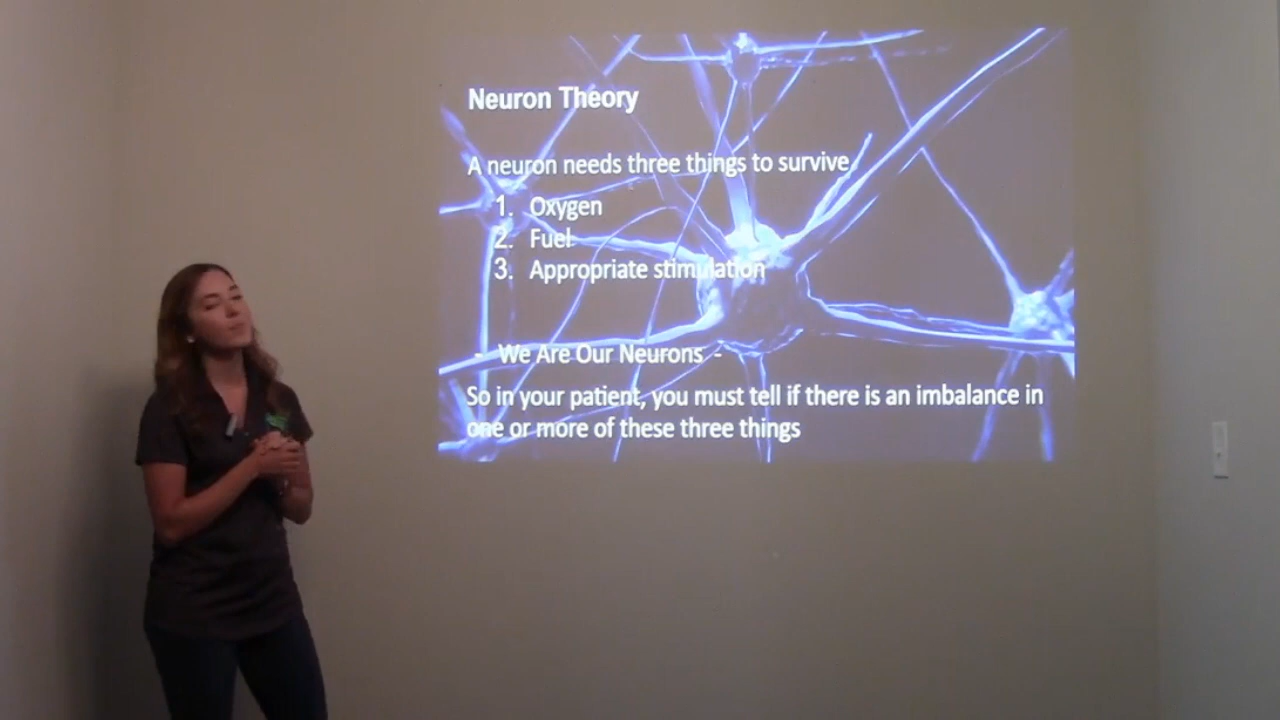 Neuron Theory
A neuron needs three things to survive
1. Oxygen
2. Fuel
3. Appropriate stimulation
- We Are Our Neurons -
So in your patient, you must tell if there is an imbalance in
one or more of these three things